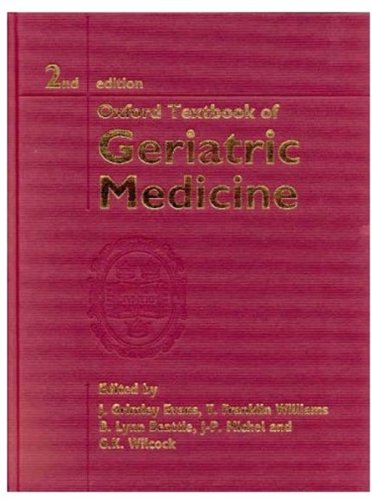 2nd edition
Oxford Textbook of
Geriatric
Medicine
Edited by
J. Grimley Evans, T. Franklin Williams
B. Lynn Beattie, J-P. Michel and
G.K. Wilcock